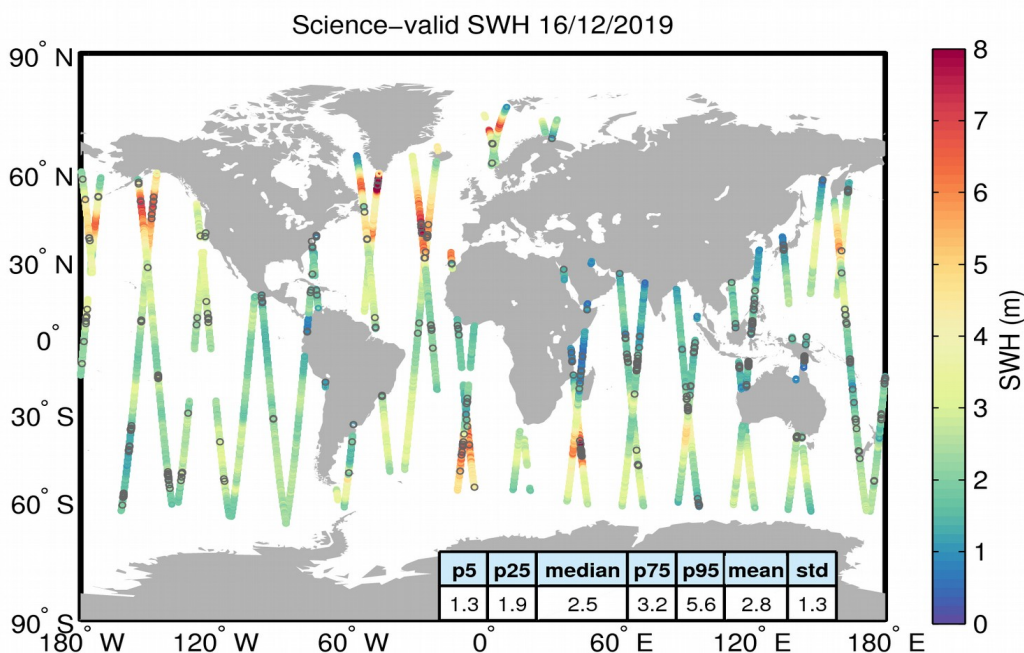 Science−valid SWH 16/12/2019
90° N
60° N
30° N
0°
30° S
60° S
90° S
180° W
120° W
60° W
0°
60° E
120° E
180° E
p5 p25 median p75 p95 mean std
1.3 1.9 2.5 3.2 5.6 2.8 1.3
8
7
6
5
4
3
2
1
0
SWH (m)